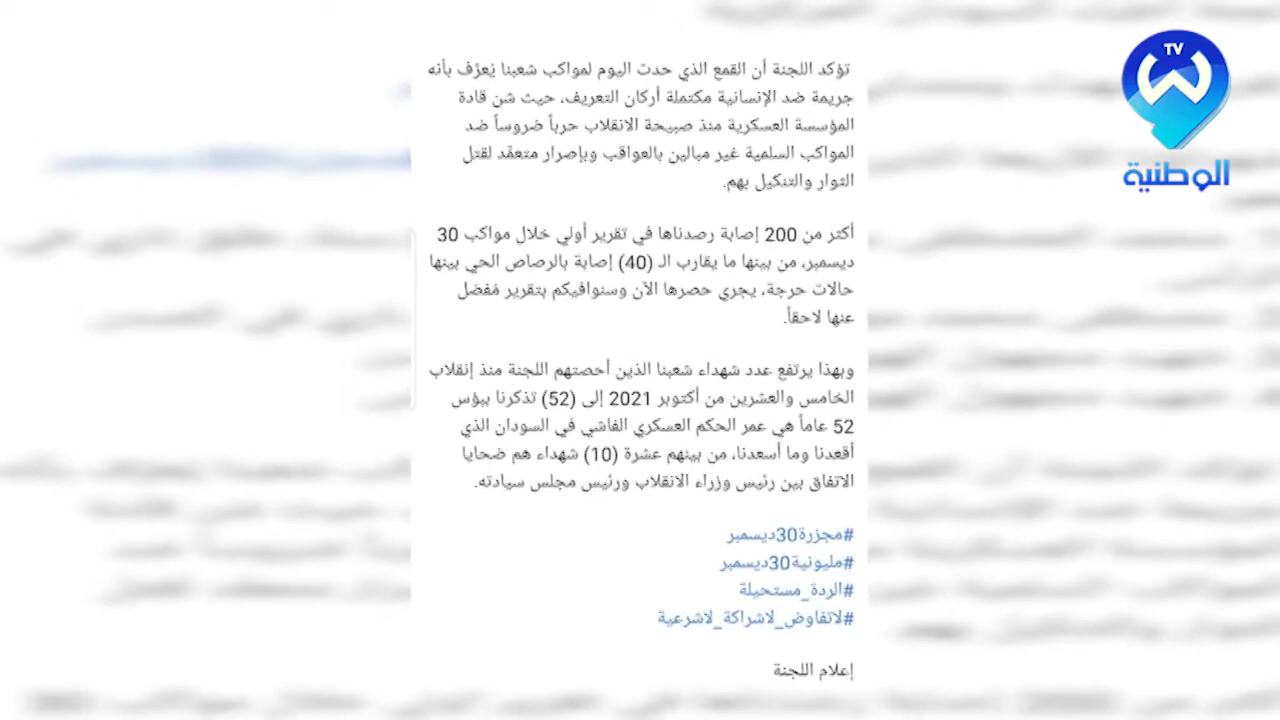 TV
الوطنية
تؤكد اللجنة أن القمع الذي حدث اليوم لمواكب شعبنا يُعرَّف بأنه
جريمة ضد الإنسانية مكتملة أركان التعريف، حيث شن قادة
المؤسسة العسكرية منذ صبيحة الانقلاب حرباً ضروساً ضد
المواكب السلمية غير مبالين بالعواقب وبإصرار متعمَّد لقتل
الثوار والتنكيل بهم.
أكثر من 200 إصابة رصدناها في تقرير أولي خلال مواكب 30
ديسمبر، من بينها ما يقارب الـ (40) إصابة بالرصاص الحي بينها
حالات حرجة، يجري حصرها الآن وسنوافيكم بتقرير مُفصَل
عنها لاحقاً.
وبهذا يرتفع عدد شهداء شعبنا الذين أحصتهم اللجنة منذ إنقلاب
الخامس والعشرين من أكتوبر 2021 إلى (52) تذكرنا ببؤس
52 عاماً هي عمر الحكم العسكري الفاشي في السودان الذي
أقعدنا وما أسعدنا، من بينهم عشرة (10) شهداء هم ضحايا
الاتفاق بين رئيس وزراء الانقلاب ورئيس مجلس سيادته.
#مجزرة30ديسمبر
#مليونية30ديسمبر
#الردة_مستحيلة
#لاتفاوض_لاشراكة_لاشرعية
إعلام اللجنة